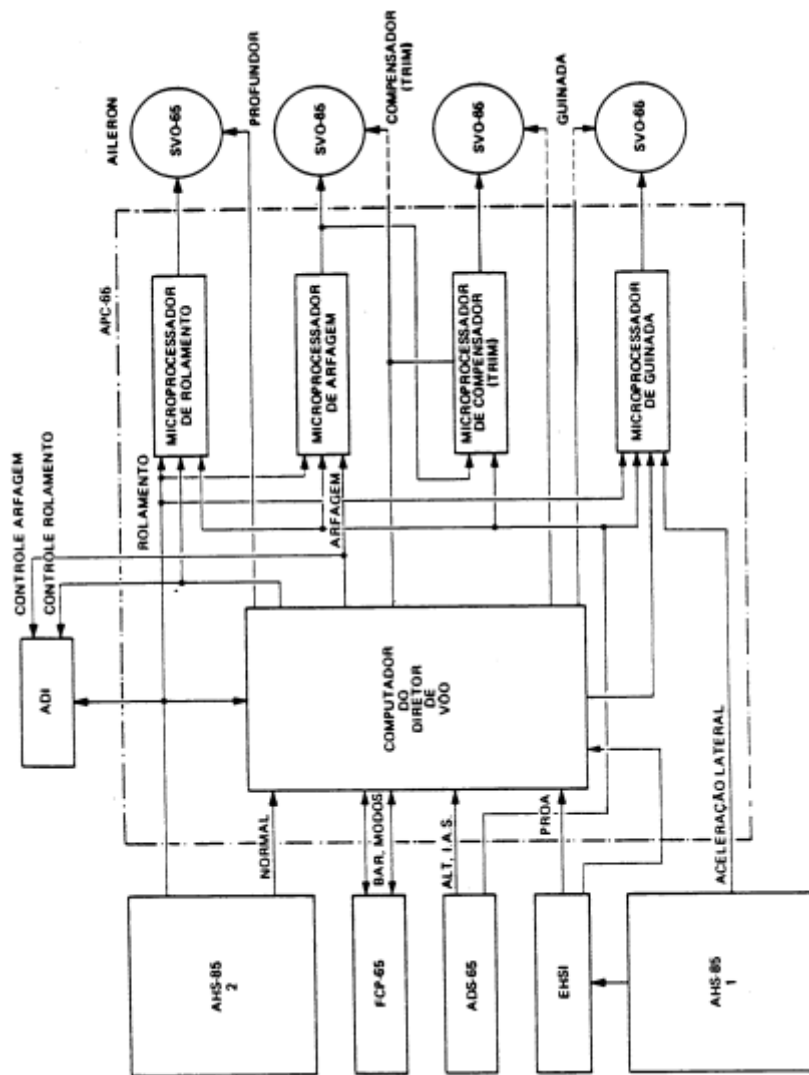 AHS-85
1
EHSI
ADS-65
FCP-65
AHS-85
2
ACELERAÇÃO LATERAL
PROA
ALT, I.A.S.
BAR, MODOS
NORMAL
COMPUTADOR
DO
DIRETOR
DE
VÔO
ADI
CONTROLE ARFAGEM
CONTROLE ROLAMENTO
ARFAGEM
ROLAMENTO
APC-65
MICROPROCESSADOR
DE GUINADA
MICROPROCESSADOR
DE COMPENSADOR
(TRIM)
MICROPROCESSADOR
DE ARFAGEM
MICROPROCESSADOR
DE ROLAMENTO
SVO-65
SVO-65
SVO-65
SVO-65
GUINADA
COMPENSADOR
(TRIM)
PROFUNDOR
AILERON